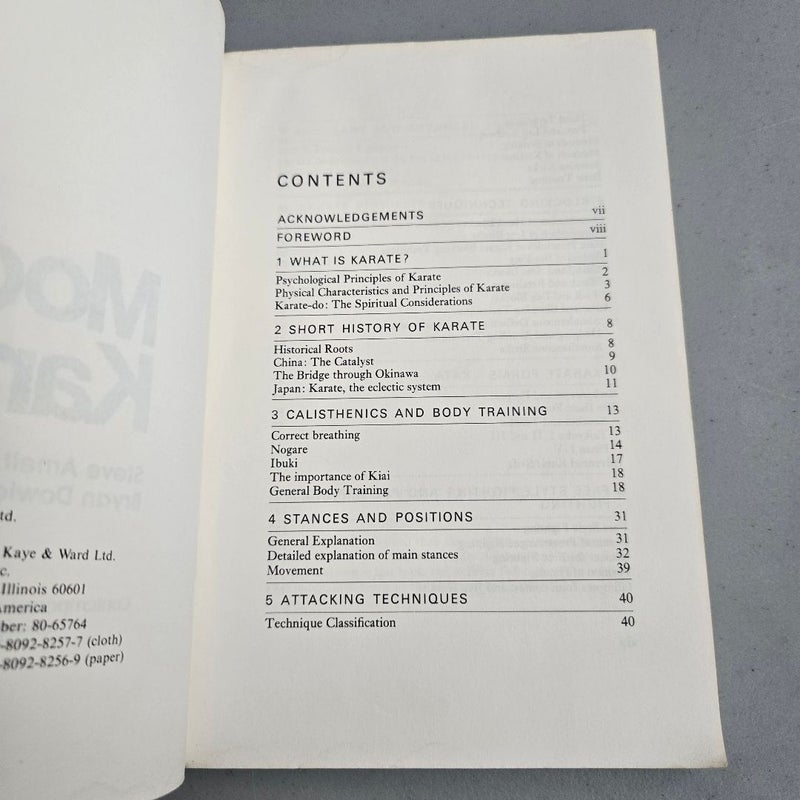 td.
Kaye & Ward Ltd.
c.
Illinois 60601
America
ber: 80-65764
-8092-8257-7 (cloth)
-8092-8256-9 (paper)
CONTENTS
ACKNOWLEDGEMENTS vii
FOREWORD viii
1 WHAT IS KARATE? 1
Psychological Principles of Karate 2
Physical Characteristics and Principles of Karate 3
Karate-do: The Spiritual Considerations 6
2 SHORT HISTORY OF KARATE 8
Historical Roots 8
China: The Catalyst 9
The Bridge through Okinawa 10
Japan: Karate, the eclectic system 11
3 CALISTHENICS AND BODY TRAINING 13
Correct breathing 13
Nogare 14
Ibuki 17
The importance of Kiai 18
General Body Training 18
4 STANCES AND POSITIONS 31
General Explanation 31
Detailed explanation of main stances 32
Movement 39
5 ATTACKING TECHNIQUES 40
Technique Classification 40